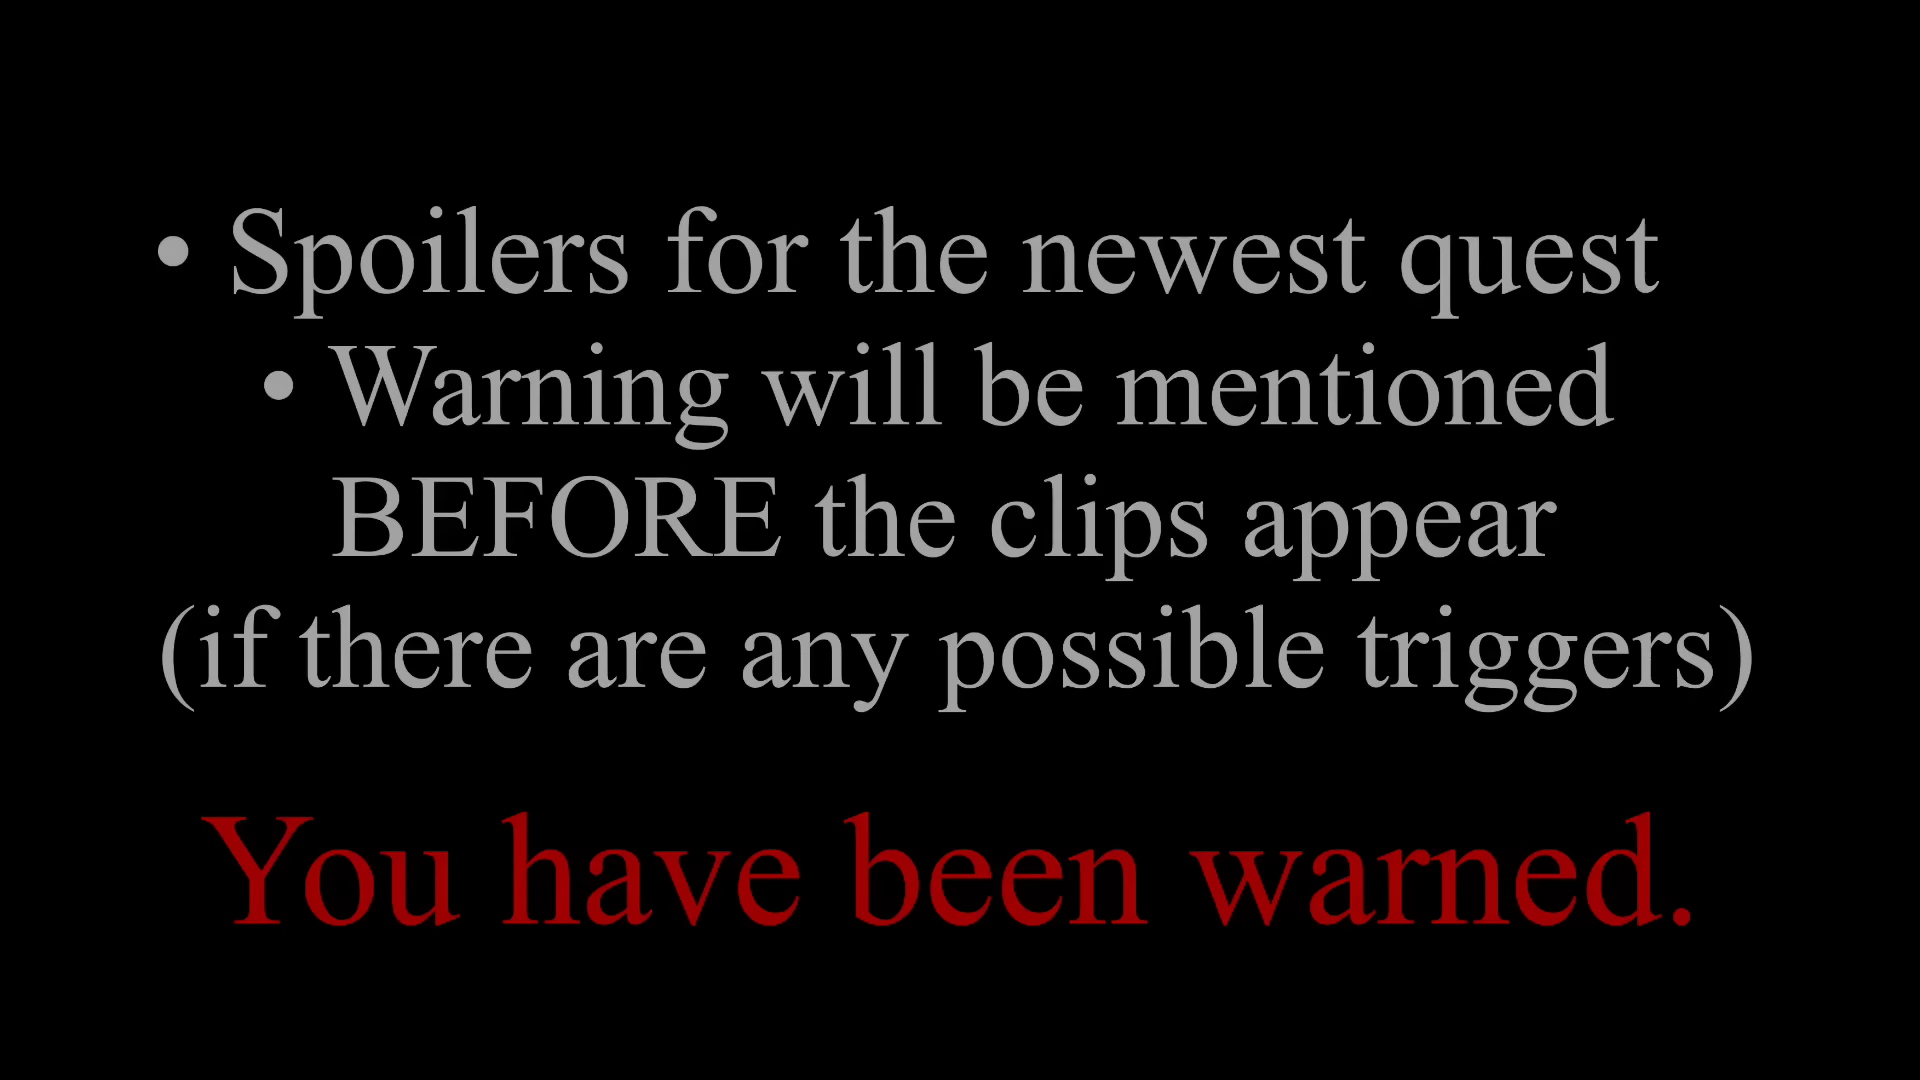 • Spoilers for the newest quest
• Warning will be mentioned
BEFORE the clips appear
(if there are any possible triggers)
You have been warned.